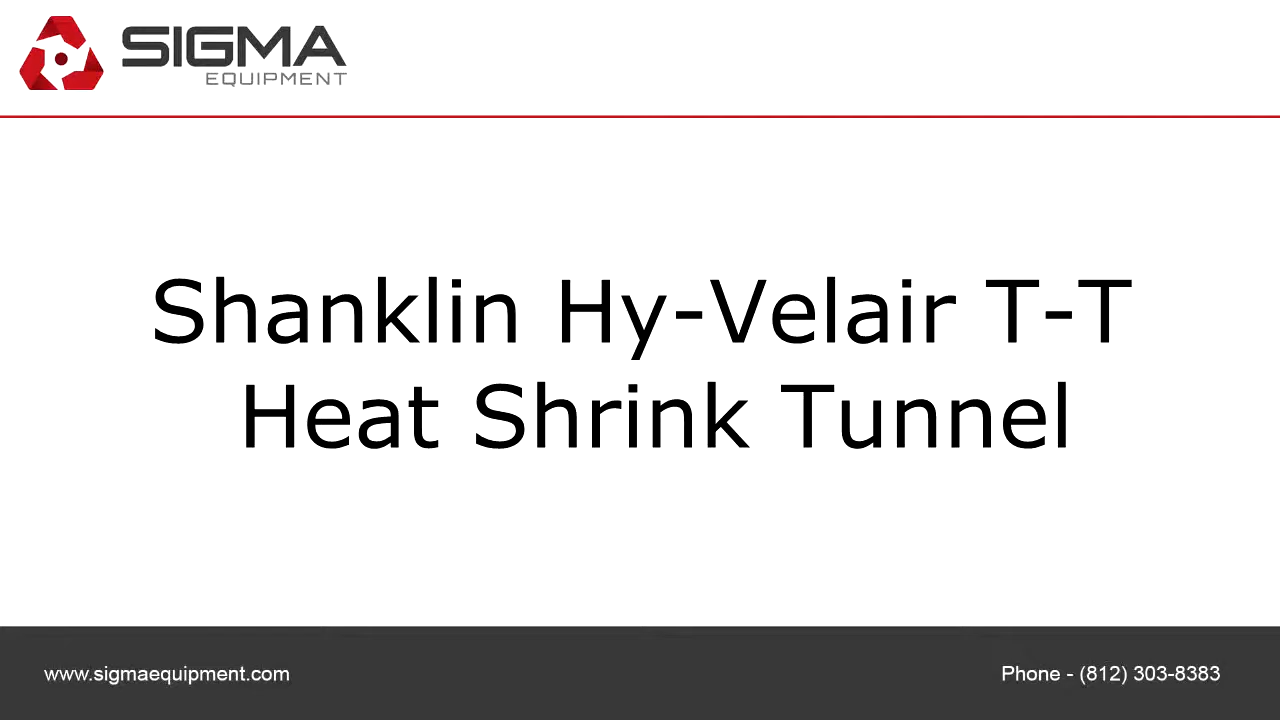 SIGMA
EQUIPMENT
Shanklin Hy-Velair T-T
Heat Shrink Tunnel
www.sigmaequipment.com
Phone - (812) 303-8383